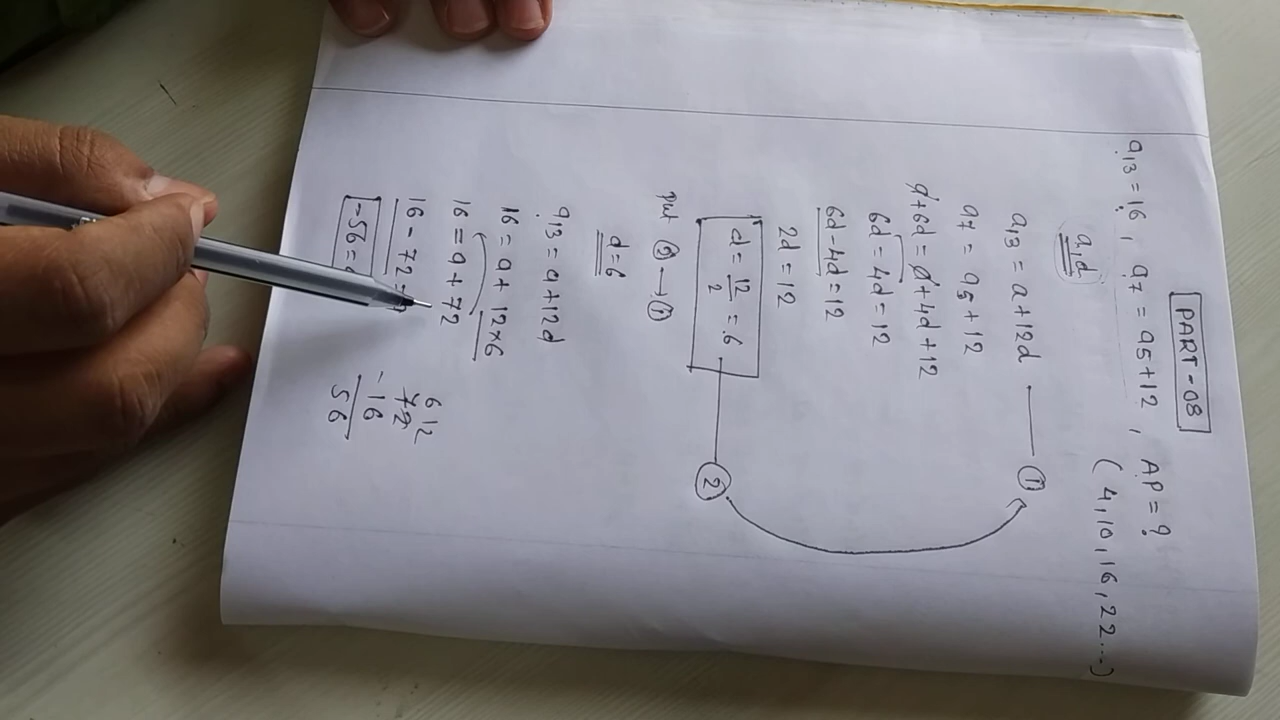 PART-08
a13 = 16, a7 = a5+12, AP = ?
(4,10,16,22...)
a,d
a13 = a+12d ①
a7 = a5+12
a+6d = a+4d+12
6d = 4d = 12
6d-4d=12
2d = 12
d = 12/2 = 6 ②
Put ② → ①
d=6
a13 = a+12d
16 = a + 12×6
16 = a + 72
16 - 72 =
-56 =
6 12
72
-16
56